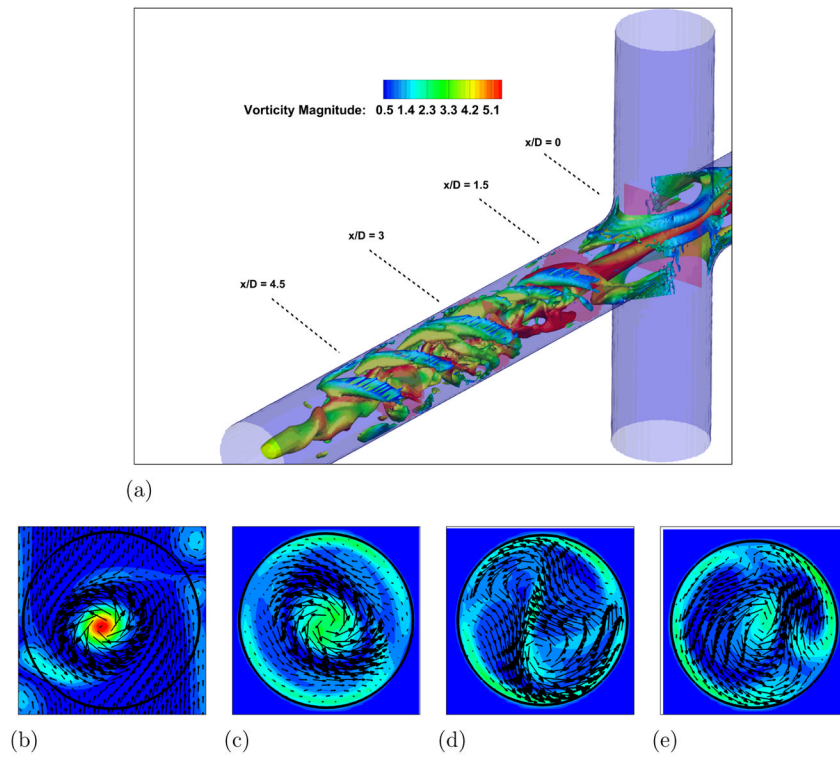 Vorticity Magnitude: 0.5 1.4 2.3 3.3 4.2 5.1
x/D = 0
x/D = 1.5
x/D = 3
x/D = 4.5
(a)
(b) (c) (d) (e)